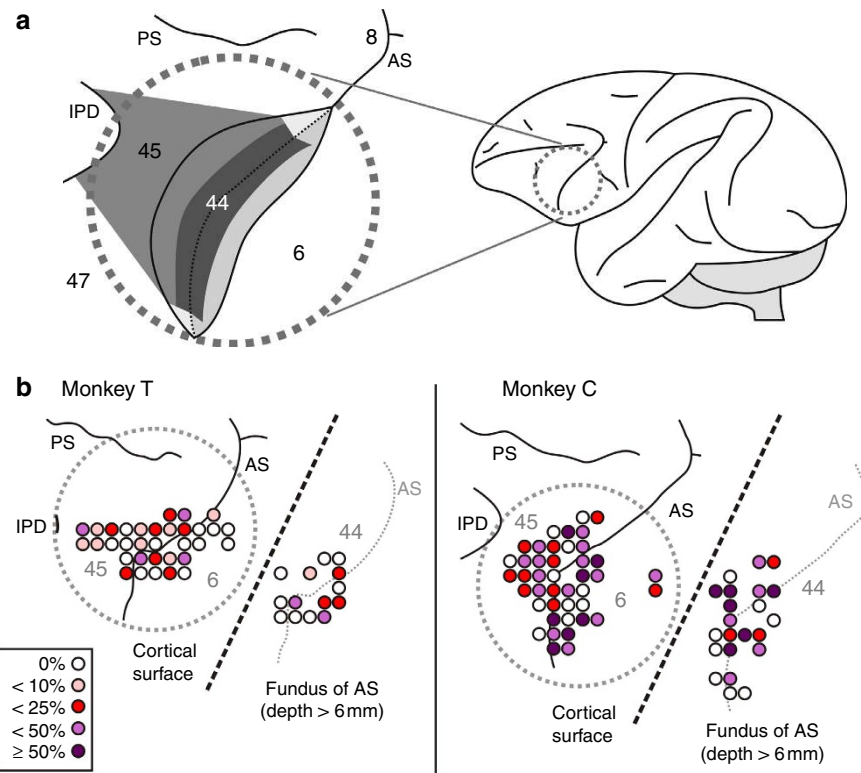 a
PS
8
AS
IPD
45
44
6
47
b
Monkey T
PS
AS
IPD
45
6
AS
44
Cortical
surface
Fundus of AS
(depth > 6 mm)
0%
< 10%
< 25%
< 50%
≥ 50%
Monkey C
PS
AS
IPD
45
6
AS
44
Cortical
surface
Fundus of AS
(depth > 6 mm)